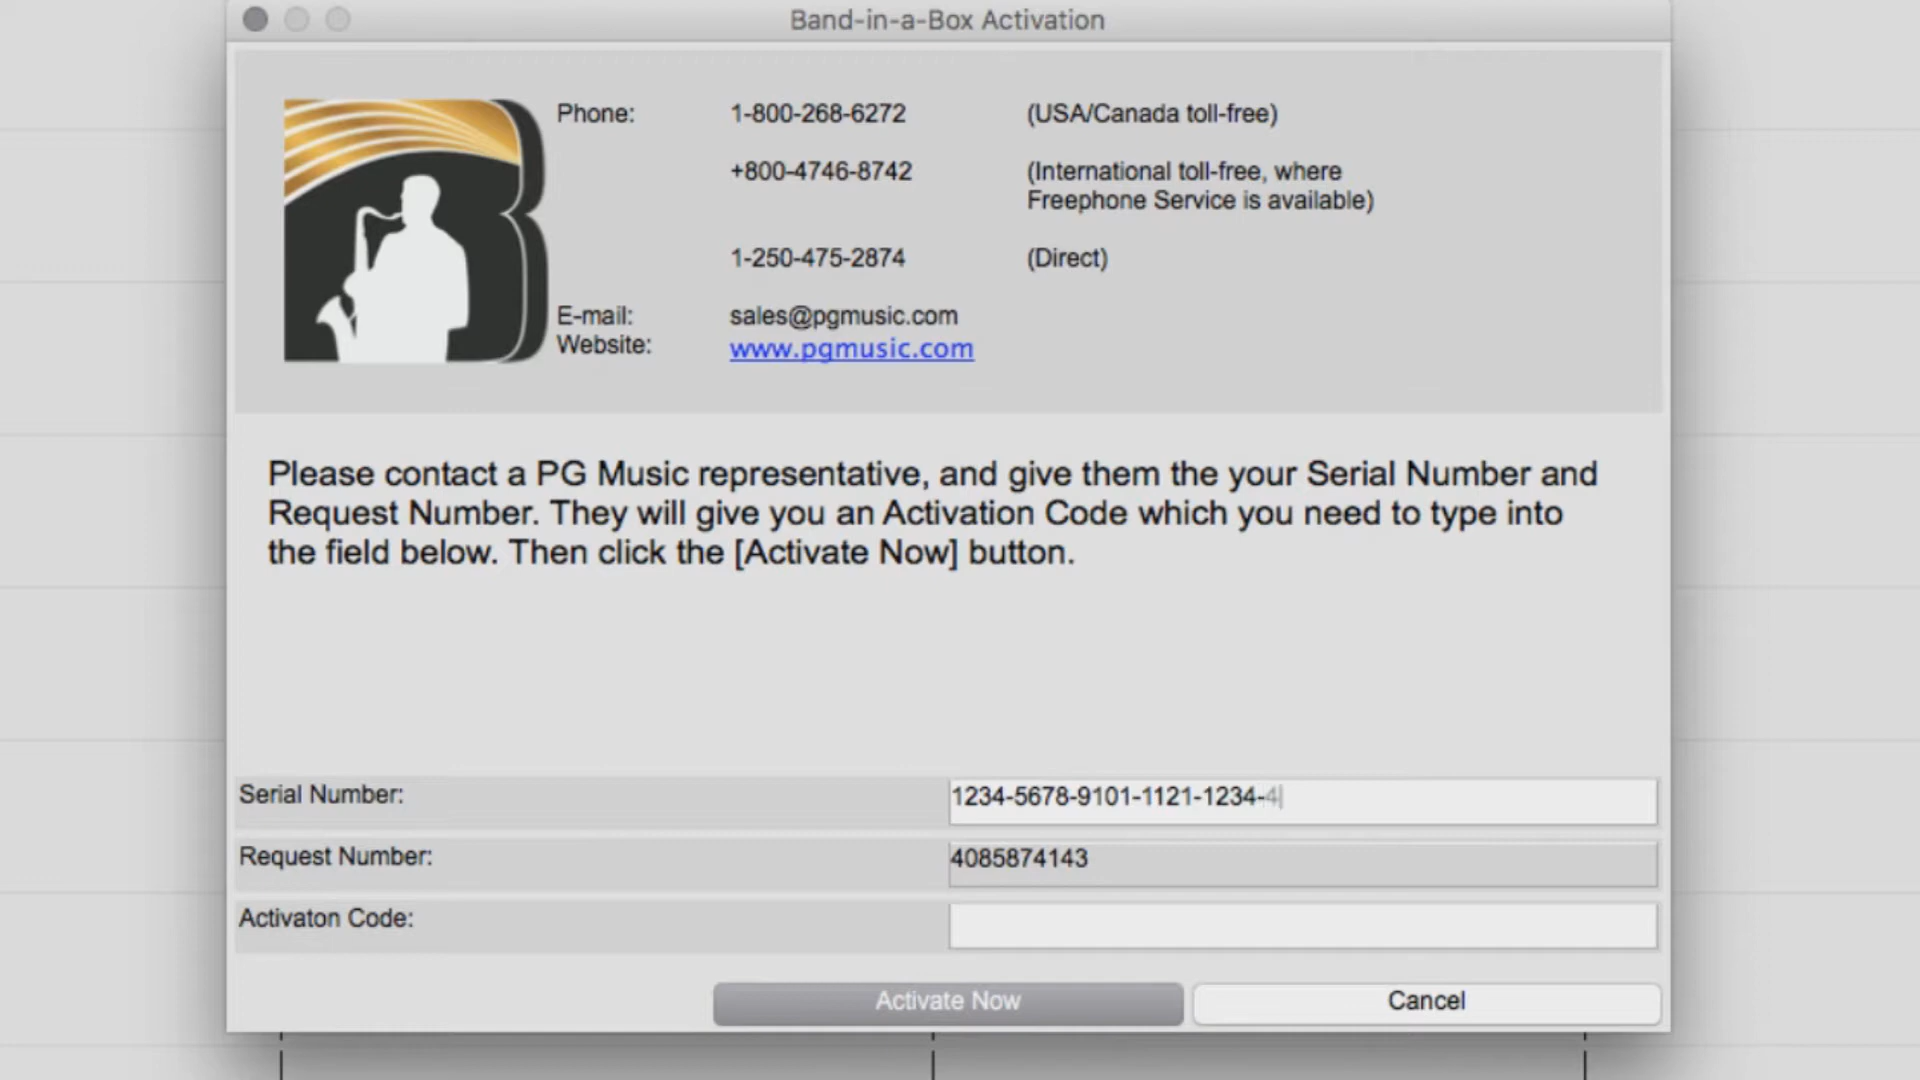 Band-in-a-Box Activation
Phone: 1-800-268-6272 (USA/Canada toll-free)
+800-4746-8742 (International toll-free, where
Freephone Service is available)
1-250-475-2874 (Direct)
E-mail: sales@pgmusic.com
Website: www.pgmusic.com
Please contact a PG Music representative, and give them the your Serial Number and
Request Number. They will give you an Activation Code which you need to type into
the field below. Then click the [Activate Now] button.
Serial Number: 1234-5678-9101-1121-1234-4
Request Number: 4085874143
Activaton Code:
Activate Now Cancel